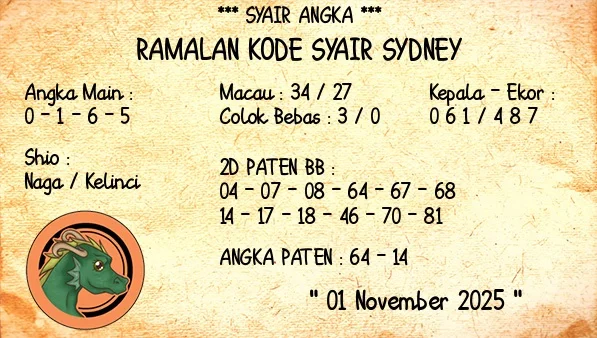 *** SYAIR ANGKA ***
RAMALAN KODE SYAIR SYDNEY
Angka Main :
0 - 1 - 6 - 5
Macau : 34 / 27
Colok Bebas : 3 / 0
Kepala - Ekor :
0 6 1 / 4 8 7
Shio :
Naga / Kelinci
2D PATEN BB :
04 - 07 - 08 - 64 - 67 - 68
14 - 17 - 18 - 46 - 70 - 81
ANGKA PATEN : 64 - 14
" 01 November 2025 "